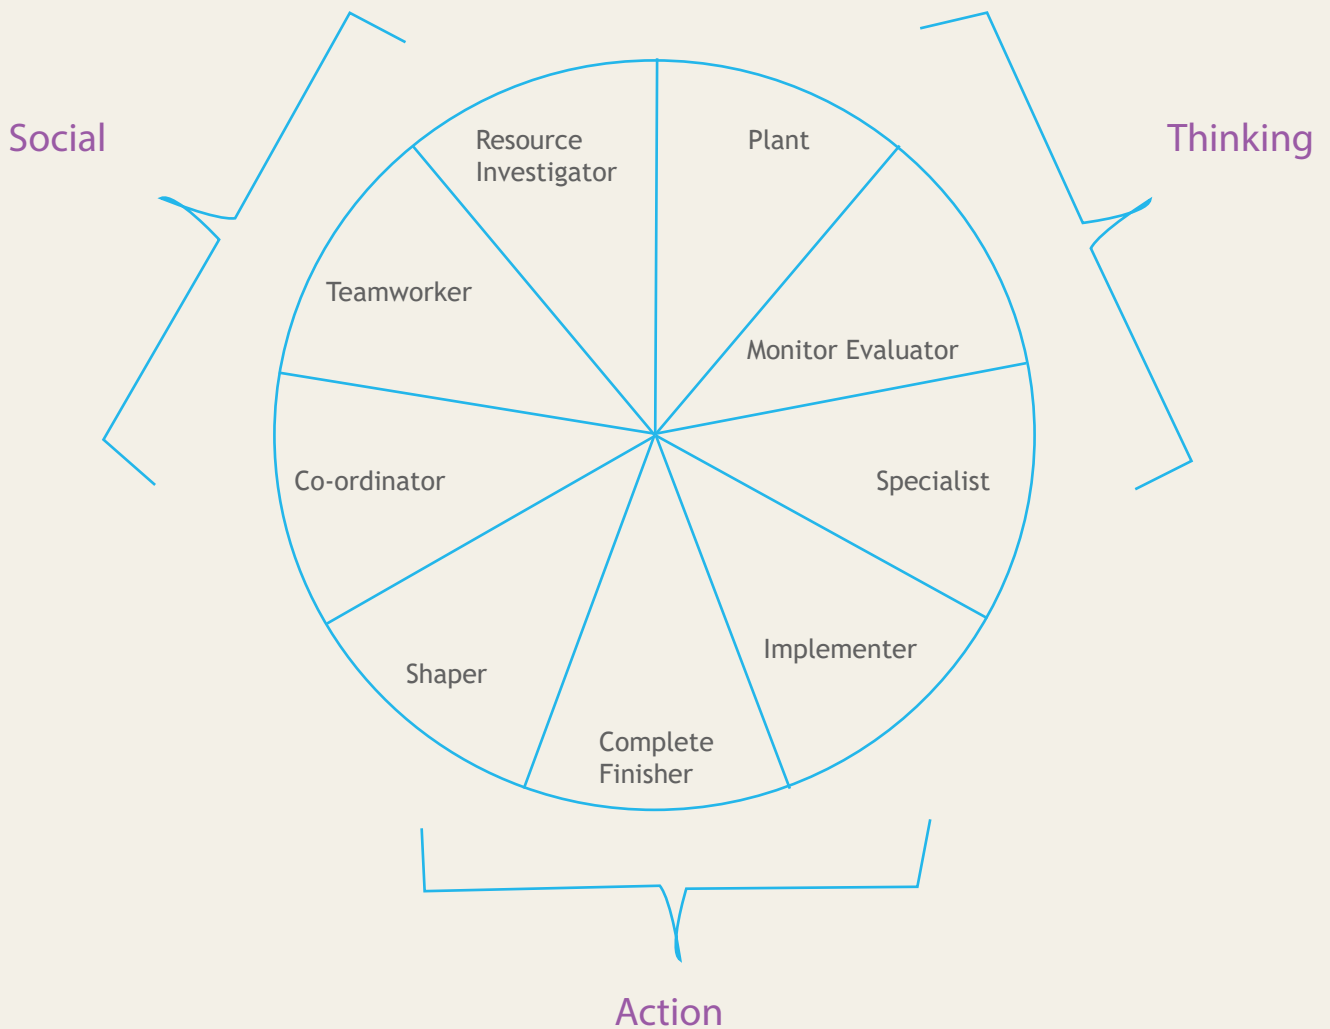 Social
Thinking
Resource
Investigator
Plant
Teamworker
Monitor Evaluator
Co-ordinator
Specialist
Shaper
Implementer
Complete
Finisher
Action